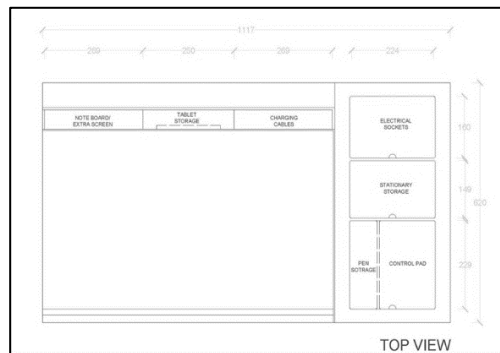 1117
289
250
269
224
NOTE BOARD/
EXTRA SCREEN
TABLET
STORAGE
CHARGING
CABLES
ELECTRICAL
SOCKETS
160
STATIONARY
STORAGE
149
620
PEN
SOTRAGE
CONTROL PAD
229
TOP VIEW